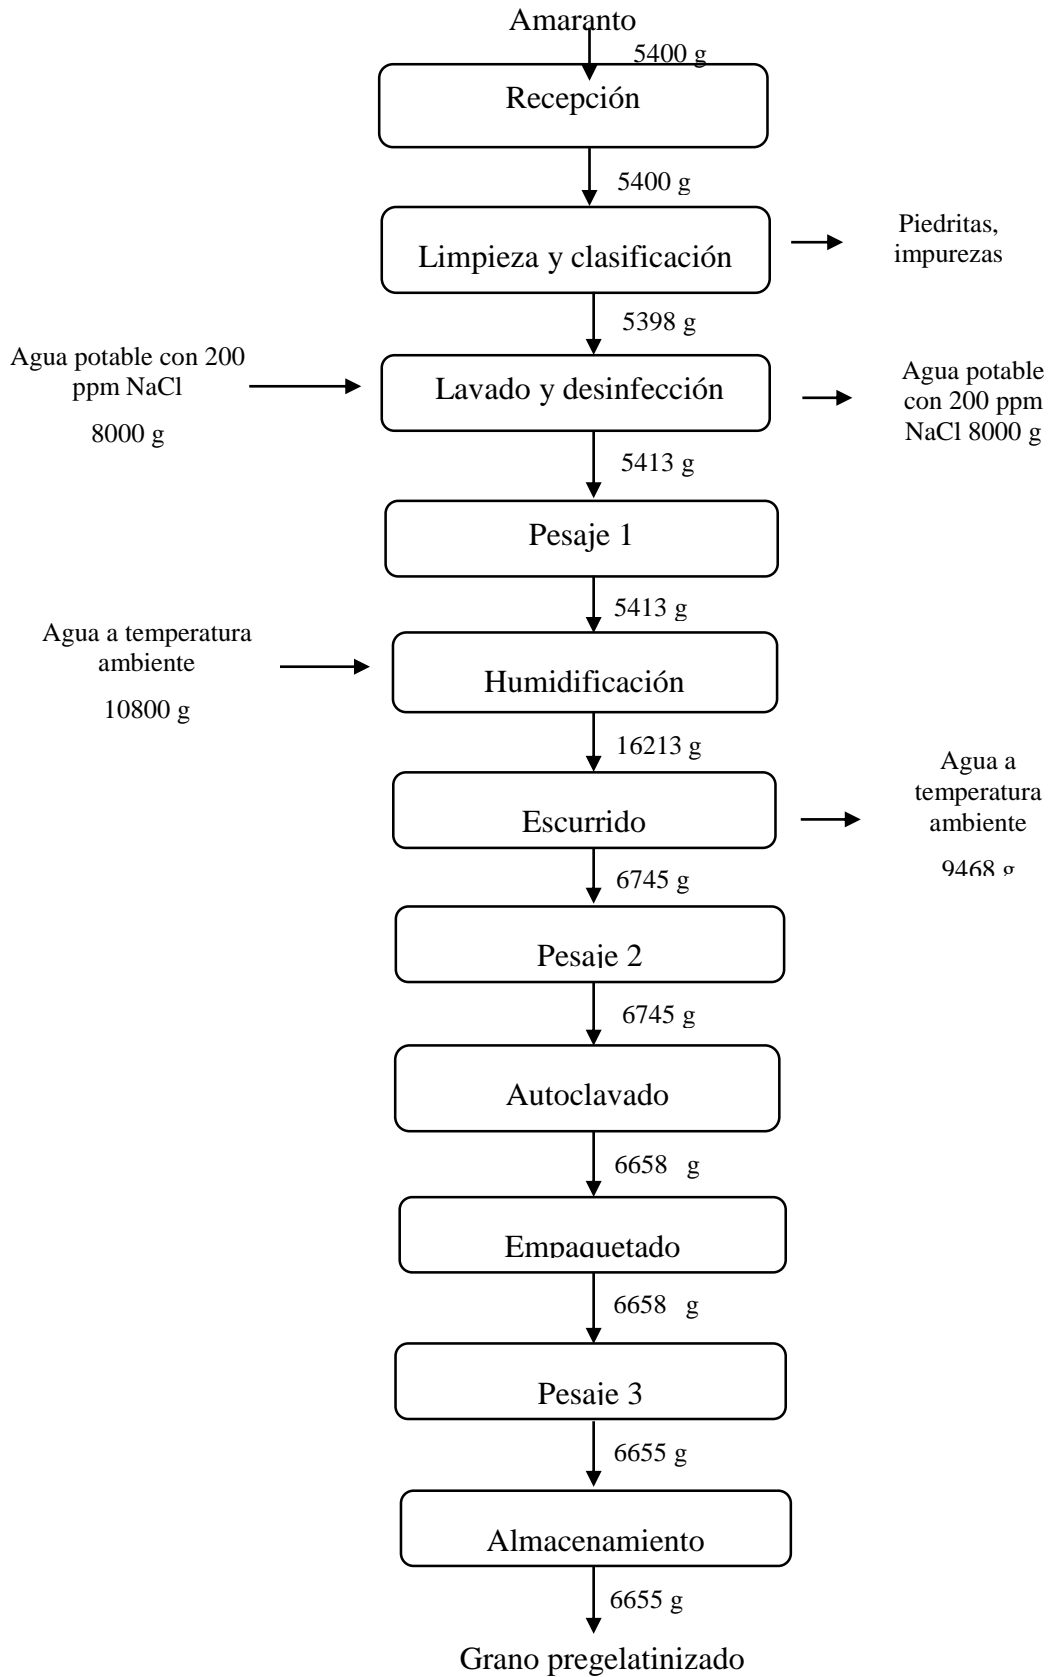 Amaranto
5400 g
Recepción
5400 g
Limpieza y clasificación
Piedritas,
impurezas
5398 g
Agua potable con 200
ppm NaCl
8000 g
Lavado y desinfección
Agua potable
con 200 ppm
NaCl 8000 g
5413 g
Pesaje 1
5413 g
Agua a temperatura
ambiente
10800 g
Humidificación
16213 g
Escurrido
Agua a
temperatura
ambiente
9468 g
6745 g
Pesaje 2
6745 g
Autoclavado
6658 g
Empaquetado
6658 g
Pesaje 3
6655 g
Almacenamiento
6655 g
Grano pregelatinizado